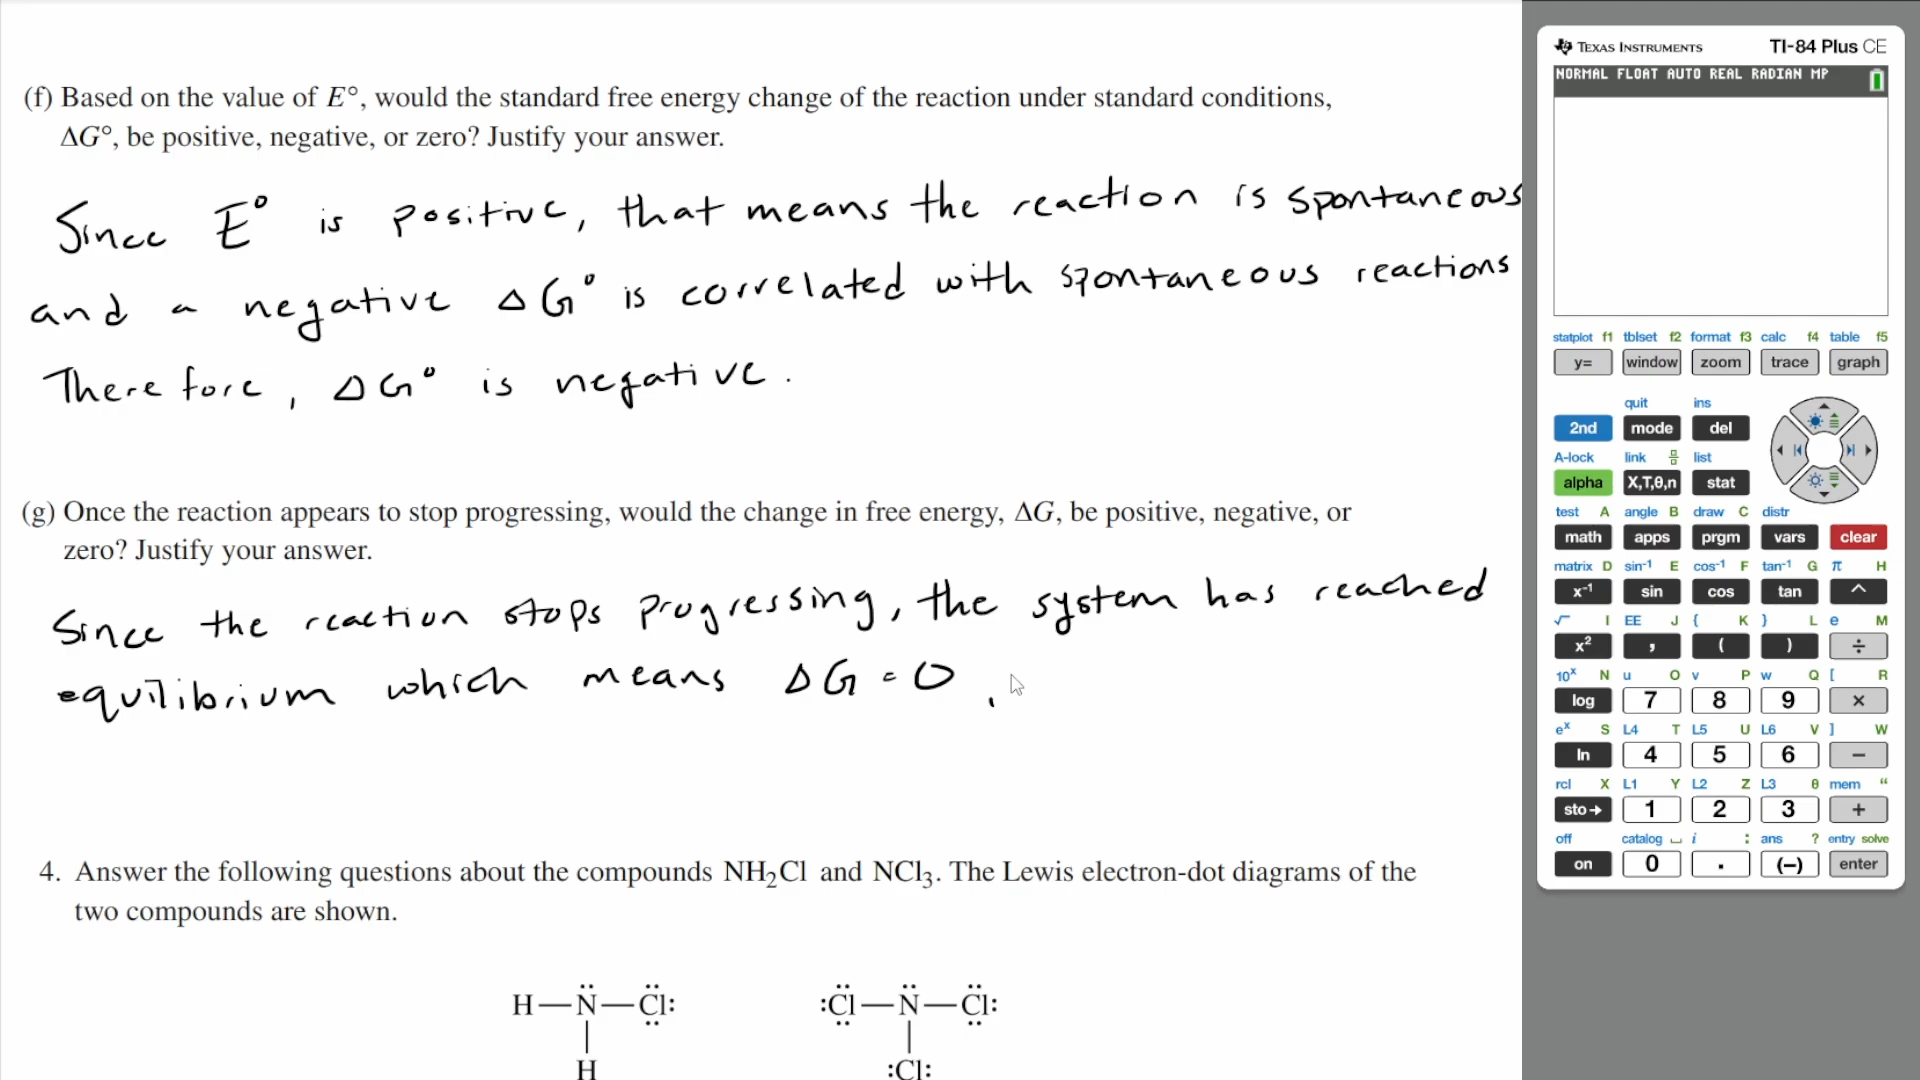 (f) Based on the value of E°, would the standard free energy change of the reaction under standard conditions,
ΔG°, be positive, negative, or zero? Justify your answer.
Since E° is positive, that means the reaction is spontaneous
and a negative ΔG° is correlated with spontaneous reactions
Therefore, ΔG° is negative.
(g) Once the reaction appears to stop progressing, would the change in free energy, ΔG, be positive, negative, or
zero? Justify your answer.
Since the reaction stops progressing, the system has reached
equilibrium which means ΔG = 0.
4. Answer the following questions about the compounds NH₂Cl and NCl₃. The Lewis electron-dot diagrams of the
two compounds are shown.
H—N—Cl:
H
:Cl—N—Cl:
:Cl:
TEXAS INSTRUMENTS TI-84 Plus CE
NORMAL FLOAT AUTO REAL RADIAN MP
statplot f1 tblset f2 format f3 calc f4 table f5
y= window zoom trace graph
quit ins
2nd mode del
A-lock link list
alpha X,T,θ,n stat
test A angle B draw C distr
math apps prgm vars clear
matrix D sin⁻¹ E cos⁻¹ F tan⁻¹ G π H
x⁻¹ sin cos tan ^
√ I EE J { K } L e M
x² , ( ) ÷
10ˣ N u O v P w Q [ R
log 7 8 9 ×
eˣ S L4 T L5 U L6 V ] W
ln 4 5 6 −
rcl X L1 Y L2 Z L3 θ mem “
sto→ 1 2 3 +
off catalog ⎵ i : ans ? entry solve
on 0 . (−) enter